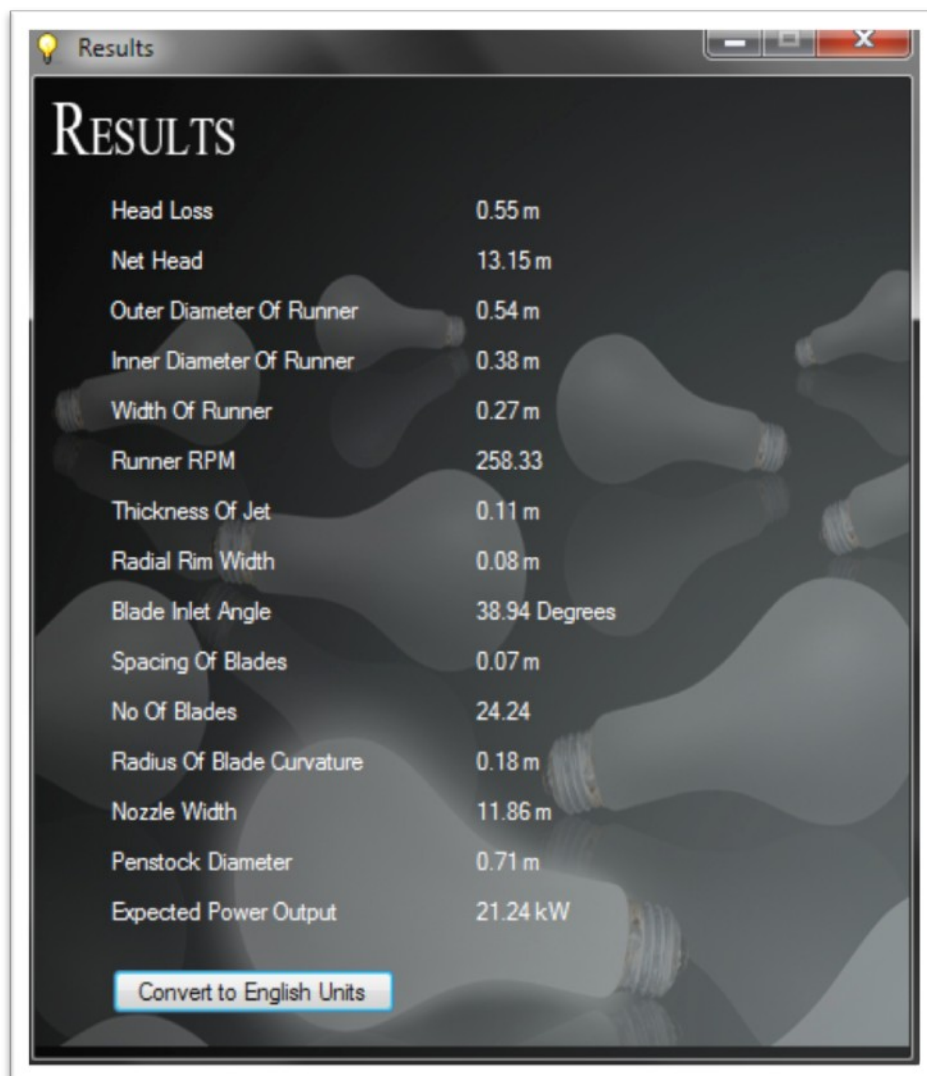 Results
RESULTS
Head Loss 0.55 m
Net Head 13.15 m
Outer Diameter Of Runner 0.54 m
Inner Diameter Of Runner 0.38 m
Width Of Runner 0.27 m
Runner RPM 258.33
Thickness Of Jet 0.11 m
Radial Rim Width 0.08 m
Blade Inlet Angle 38.94 Degrees
Spacing Of Blades 0.07 m
No Of Blades 24.24
Radius Of Blade Curvature 0.18 m
Nozzle Width 11.86 m
Penstock Diameter 0.71 m
Expected Power Output 21.24 kW
Convert to English Units